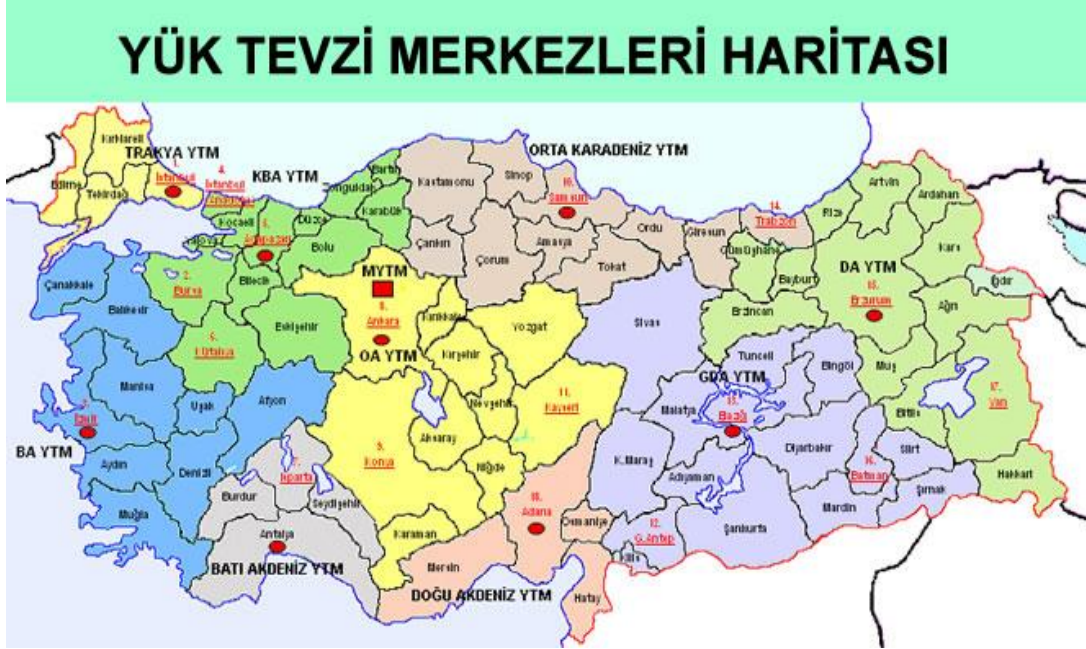 YÜK TEVZİ MERKEZLERİ HARİTASI
Kırklareli
TRAKYA YTM
Edirne
Tekirdağ
1.
İstanbul
4.
İstanbul
KBA YTM
Kocaeli
Yalova
5.
Adapazarı
Düzce
Bolu
Zonguldak
Bartın
Karabük
Bilecik
Eskişehir
2.
Bursa
6.
Kütahya
Çanakkale
Balıkesir
Manisa
Uşak
Afyon
3.
BA YTM
Aydın
Denizli
Muğla
7.
Isparta
Burdur
Seydişehir
Antalya
BATI AKDENİZ YTM
MYTM
8.
Ankara
OA YTM
Kırıkkale
Kırşehir
Yozgat
Nevşehir
Aksaray
Niğde
9.
Konya
Karaman
11.
Kayseri
ORTA KARADENİZ YTM
Kastamonu
Sinop
10.
Samsun
Çankırı
Çorum
Amasya
Tokat
Ordu
Giresun
14.
Trabzon
Rize
Artvin
Ardahan
Kars
Gümüşhane
Bayburt
Erzincan
DA YTM
15.
Erzurum
Iğdır
Ağrı
Muş
Bitlis
17.
Van
Hakkari
Sivas
Tunceli
Bingöl
GDA YTM
Malatya
K.Maraş
Adıyaman
Diyarbakır
16.
Batman
Siirt
Şırnak
Mardin
Şanlıurfa
12.
G.Antep
Kilis
Adana
Osmaniye
Mersin
DOĞU AKDENİZ YTM
Hatay